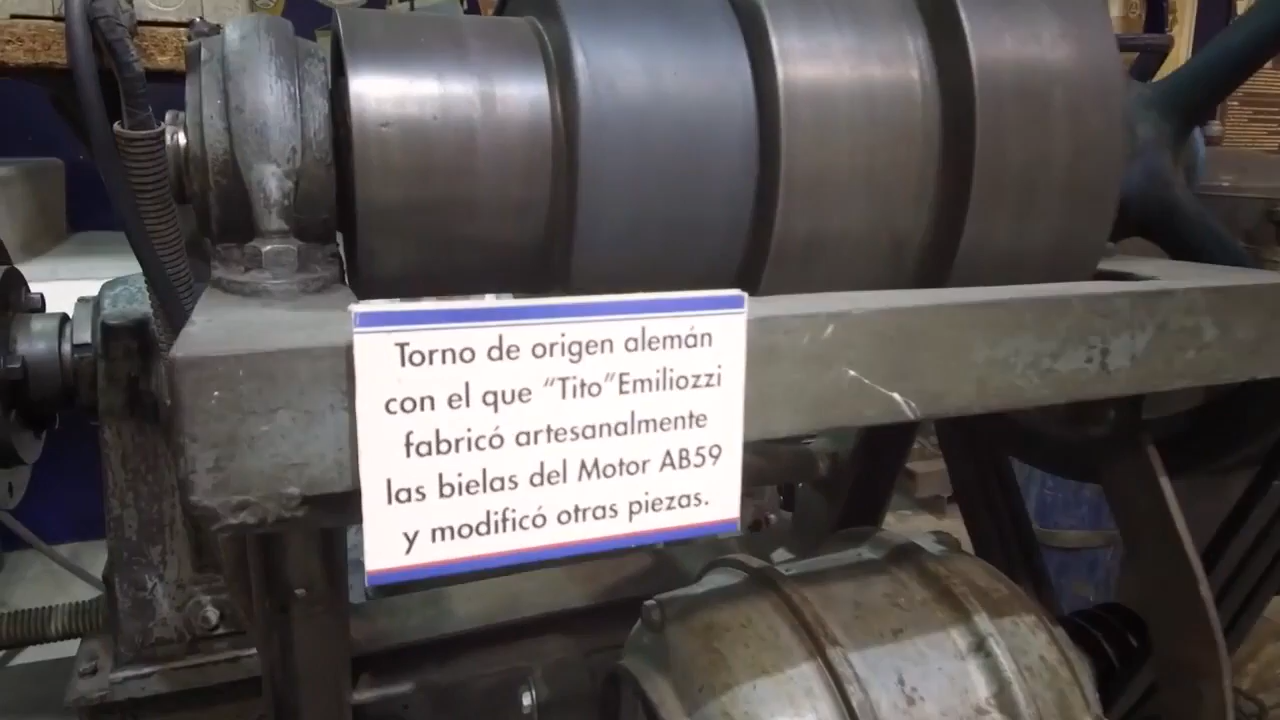 Torno de origen alemán
con el que “Tito”Emiliozzi
fabricó artesanalmente
las bielas del Motor AB59
y modificó otras piezas.